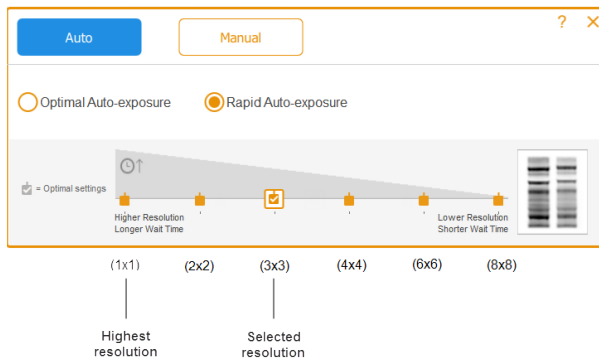 Auto
Manual
? ×
Optimal Auto-exposure
Rapid Auto-exposure
= Optimal settings
Higher Resolution
Longer Wait Time
Lower Resolution
Shorter Wait Time
(1x1) (2x2) (3x3) (4x4) (6x6) (8x8)
Highest
resolution
Selected
resolution